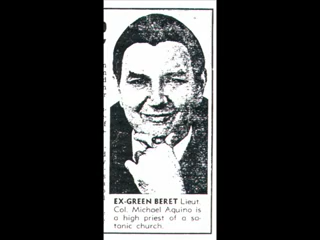 EX-GREEN BERET Lieut.
Col. Michael Aquino is
a high priest of a sa-
tanic church.